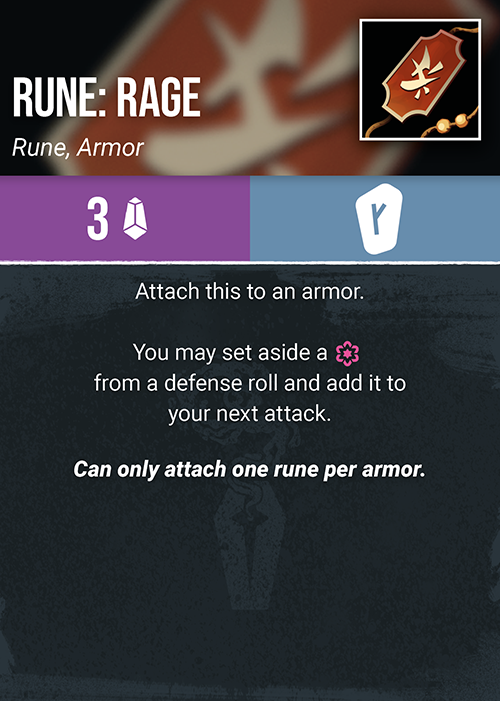 RUNE: RAGE
Rune, Armor
3
Attach this to an armor.
You may set aside a
from a defense roll and add it to
your next attack.
Can only attach one rune per armor.